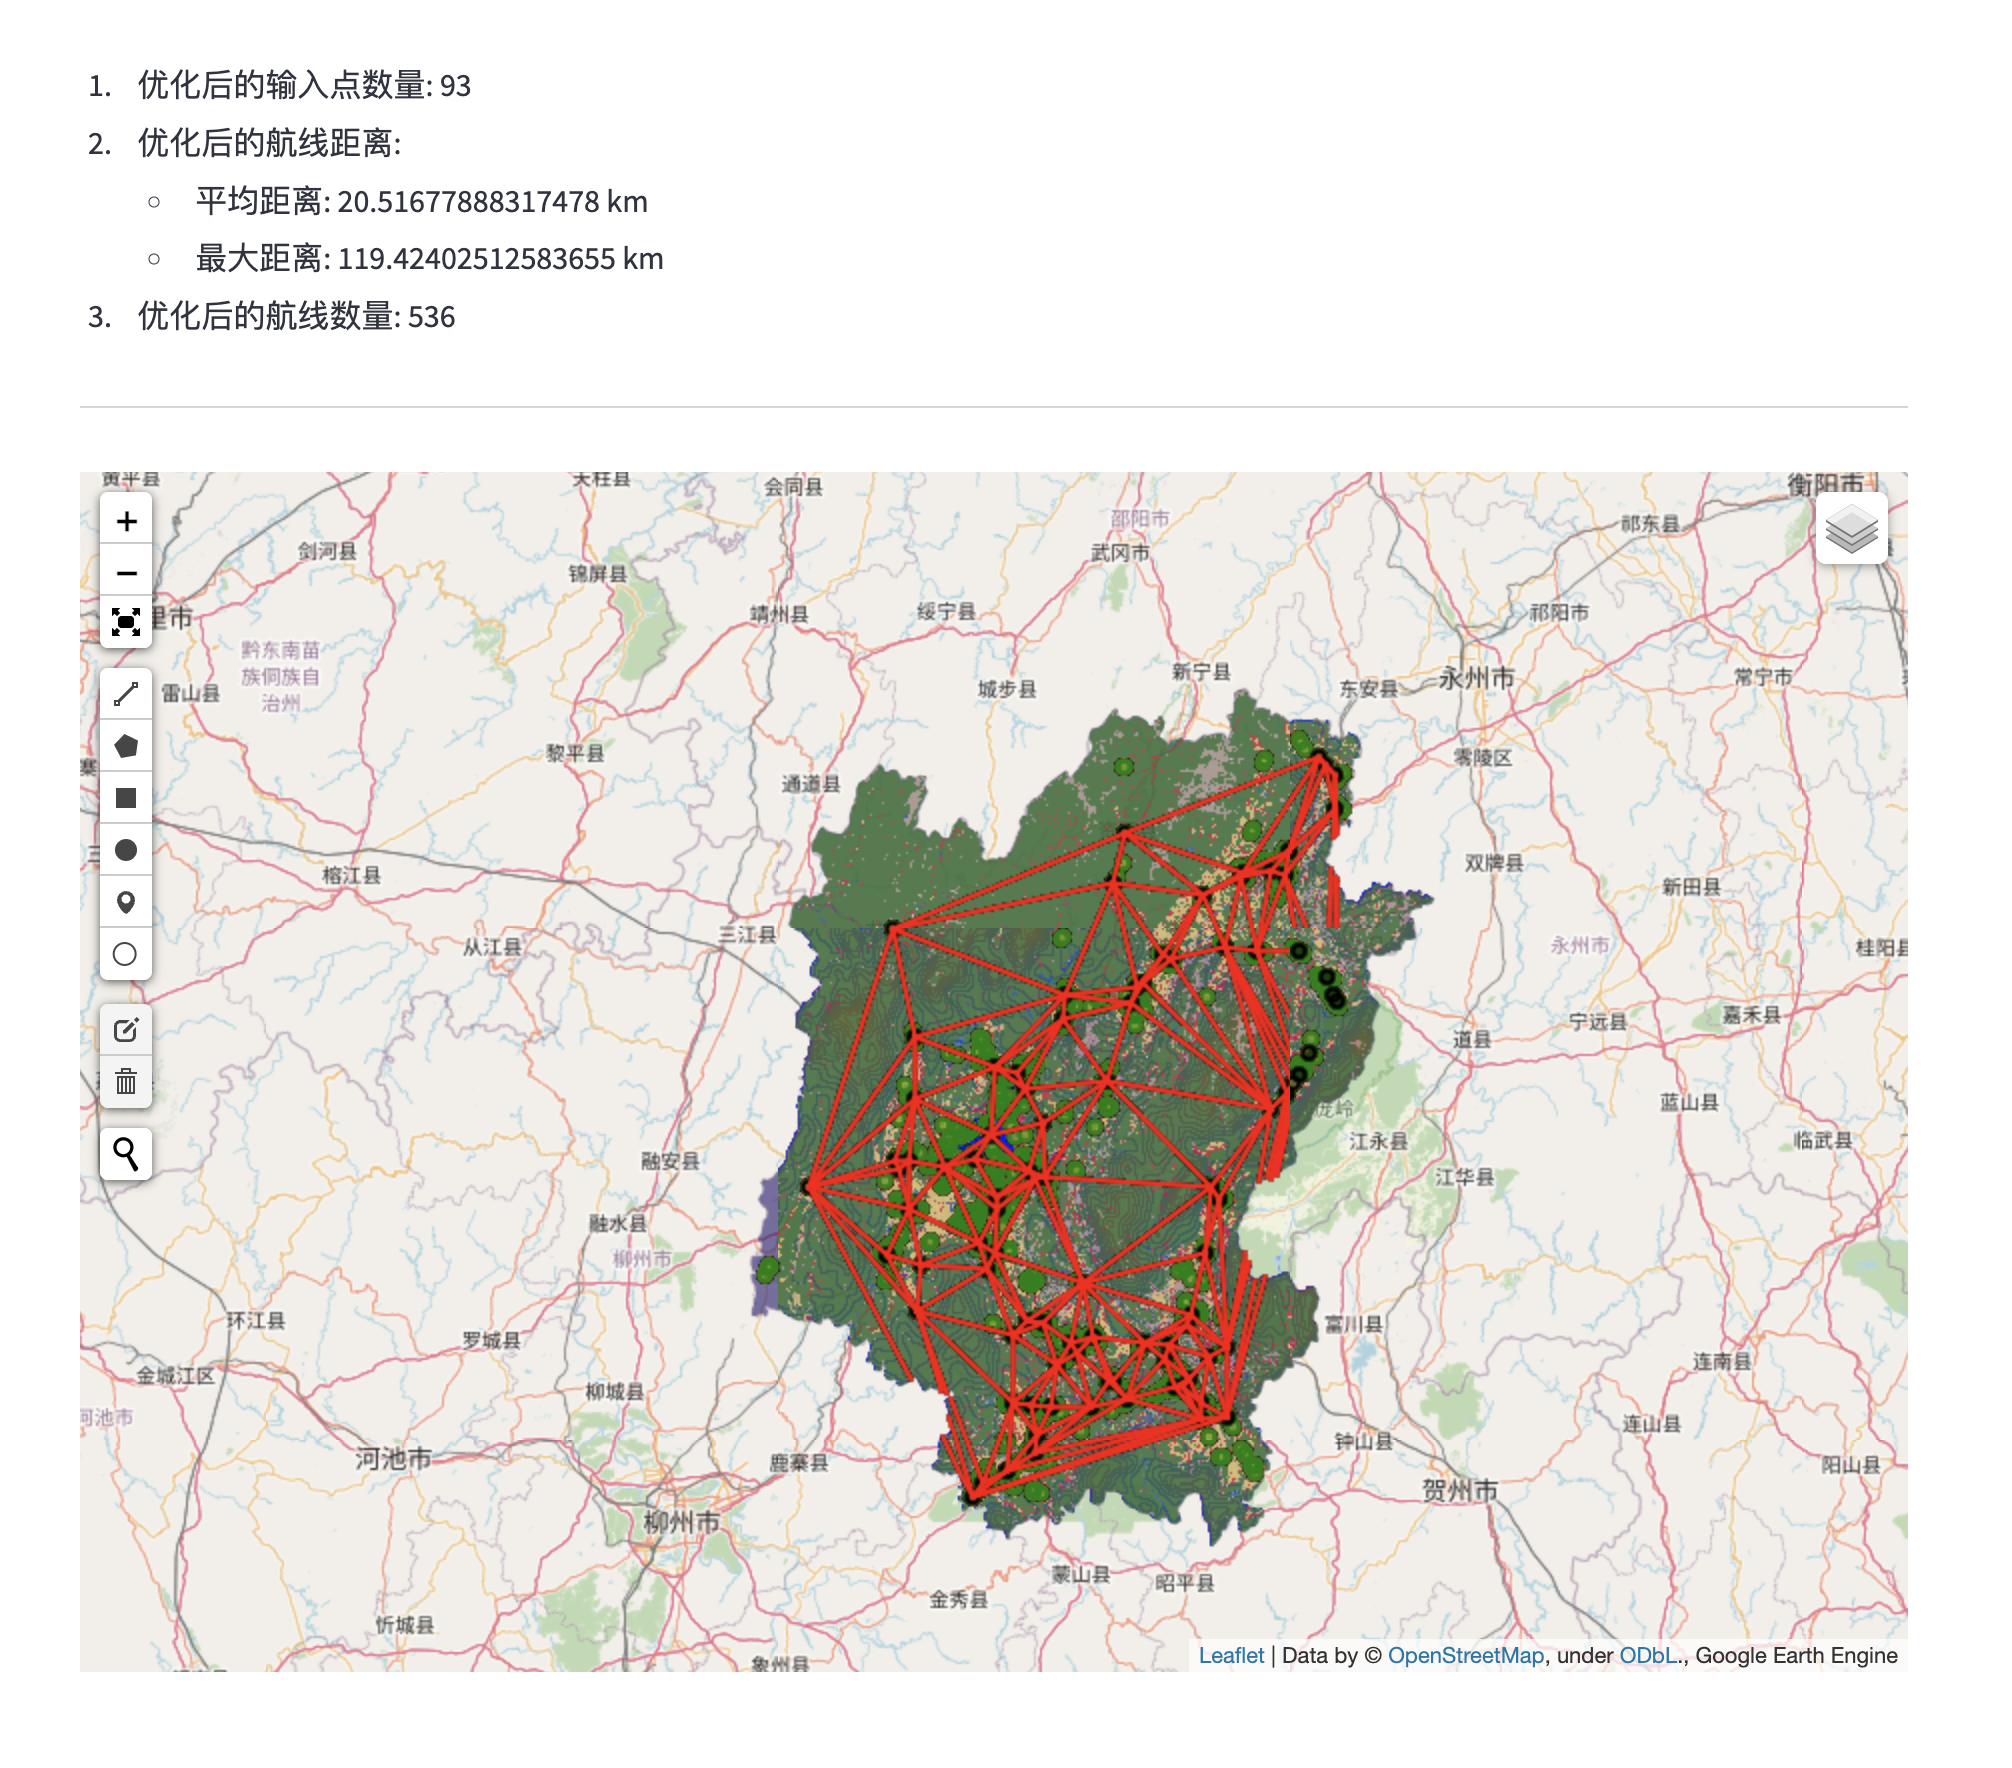 1. 优化后的输入点数量: 93
2. 优化后的航线距离:
○ 平均距离: 20.51677888317478 km
○ 最大距离: 119.42402512583655 km
3. 优化后的航线数量: 536
黄平县
天柱县
会同县
衡阳市
邵阳市
祁东县
+
剑河县
武冈市
−
锦屏县
里市
靖州县
绥宁县
祁阳市
黔东南苗
族侗族自
治州
新宁县
永州市
常宁市
雷山县
城步县
东安县
黎平县
零陵区
通道县
榕江县
双牌县
新田县
三江县
从江县
永州市
桂阳县
宁远县
嘉禾县
道县
庞岭
蓝山县
江永县
临武县
融安县
江华县
融水县
柳州市
环江县
富川县
罗城县
连南县
金城江区
柳城县
河池市
连山县
河池市
鹿寨县
钟山县
阳山县
贺州市
柳州市
蒙山县
昭平县
金秀县
忻城县
象州县
Leaflet | Data by © OpenStreetMap, under ODbL., Google Earth Engine